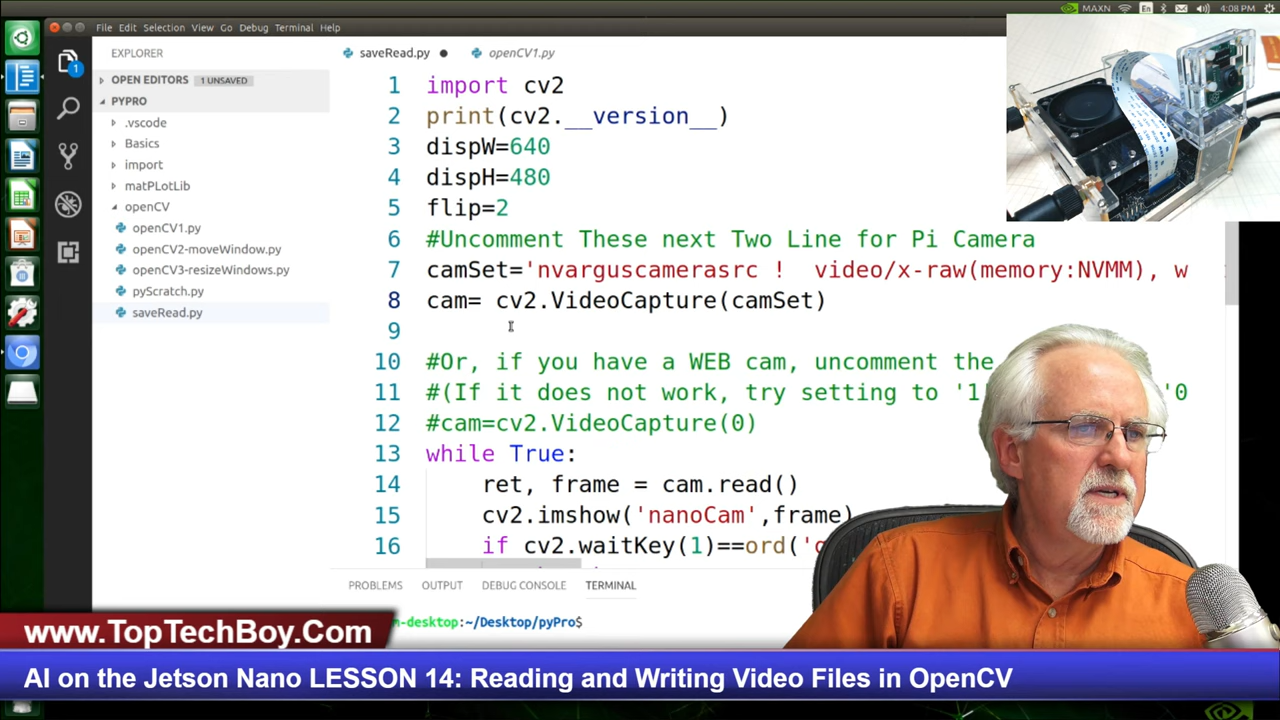 MAXN En 4:08 PM
File Edit Selection View Go Debug Terminal Help
EXPLORER
OPEN EDITORS 1 UNSAVED
PYPRO
.vscode
Basics
import
matPLotLib
openCV
openCV1.py
openCV2-moveWindow.py
openCV3-resizeWindows.py
pyScratch.py
saveRead.py
1
saveRead.py openCV1.py
1 import cv2
2 print(cv2.__version__)
3 dispW=640
4 dispH=480
5 flip=2
6 #Uncomment These next Two Line for Pi Camera
7 camSet='nvarguscamerasrc ! video/x-raw(memory:NVMM), w
8 cam= cv2.VideoCapture(camSet)
9
10 #Or, if you have a WEB cam, uncomment the
11 #(If it does not work, try setting to '1 '0
12 #cam=cv2.VideoCapture(0)
13 while True:
14 ret, frame = cam.read()
15 cv2.imshow('nanoCam',frame)
16 if cv2.waitKey(1)==ord('
PROBLEMS OUTPUT DEBUG CONSOLE TERMINAL
-desktop:~/Desktop/pyPro$
www.TopTechBoy.Com
AI on the Jetson Nano LESSON 14: Reading and Writing Video Files in OpenCV